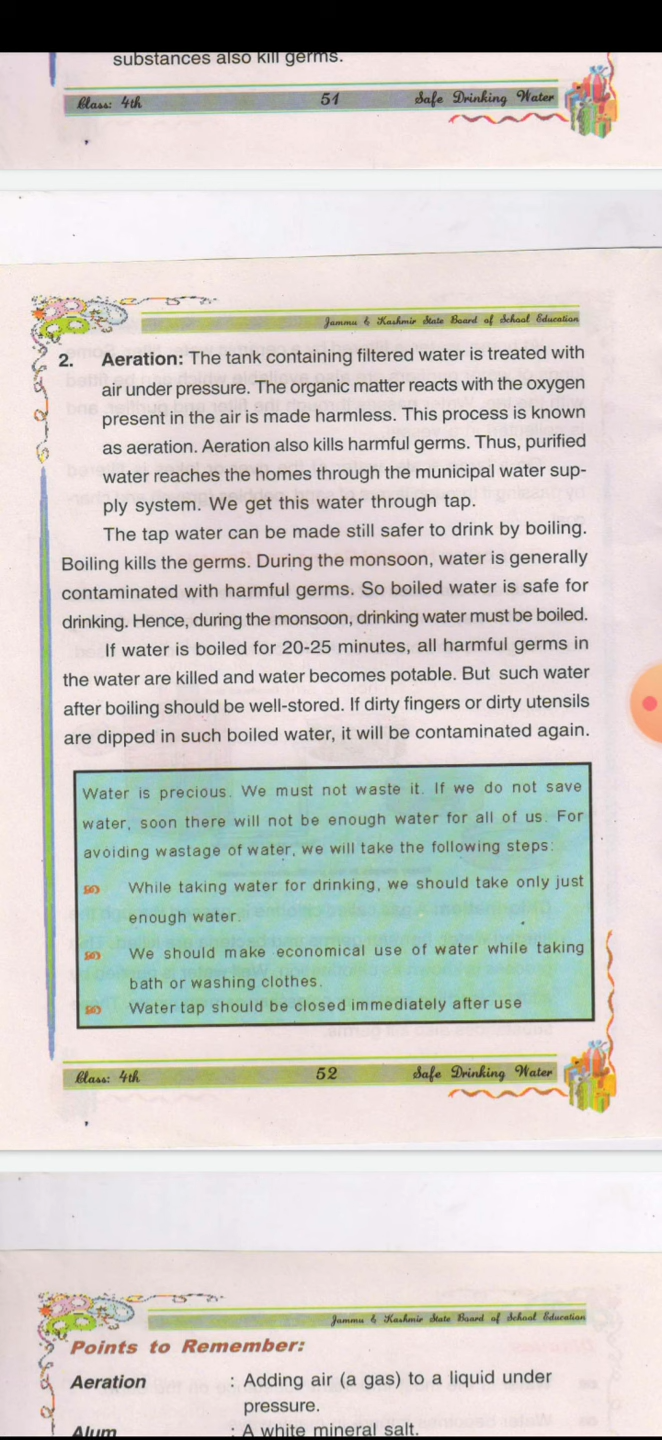 substances also kill germs.
Class: 4th 51 Safe Drinking Water
Jammu & Kashmir State Board of School Education
2. Aeration: The tank containing filtered water is treated with
air under pressure. The organic matter reacts with the oxygen
present in the air is made harmless. This process is known
as aeration. Aeration also kills harmful germs. Thus, purified
water reaches the homes through the municipal water sup-
ply system. We get this water through tap.
The tap water can be made still safer to drink by boiling.
Boiling kills the germs. During the monsoon, water is generally
contaminated with harmful germs. So boiled water is safe for
drinking. Hence, during the monsoon, drinking water must be boiled.
If water is boiled for 20-25 minutes, all harmful germs in
the water are killed and water becomes potable. But such water
after boiling should be well-stored. If dirty fingers or dirty utensils
are dipped in such boiled water, it will be contaminated again.
Water is precious. We must not waste it. If we do not save
water, soon there will not be enough water for all of us. For
avoiding wastage of water, we will take the following steps:
While taking water for drinking, we should take only just
enough water.
We should make economical use of water while taking
bath or washing clothes.
Water tap should be closed immediately after use
Class: 4th 52 Safe Drinking Water
Jammu & Kashmir State Board of School Education
Points to Remember:
Aeration : Adding air (a gas) to a liquid under
pressure.
Alum : A white mineral salt.